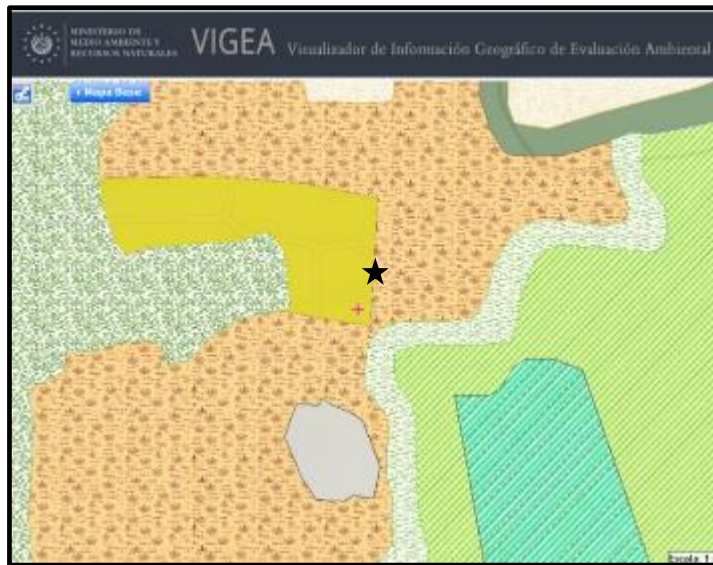 MINISTERIO DE
MEDIO AMBIENTE Y
RECURSOS NATURALES
VIGEA Visualizador de Información Geográfico de Evaluación Ambiental
Mapa Base
Escala: 1: